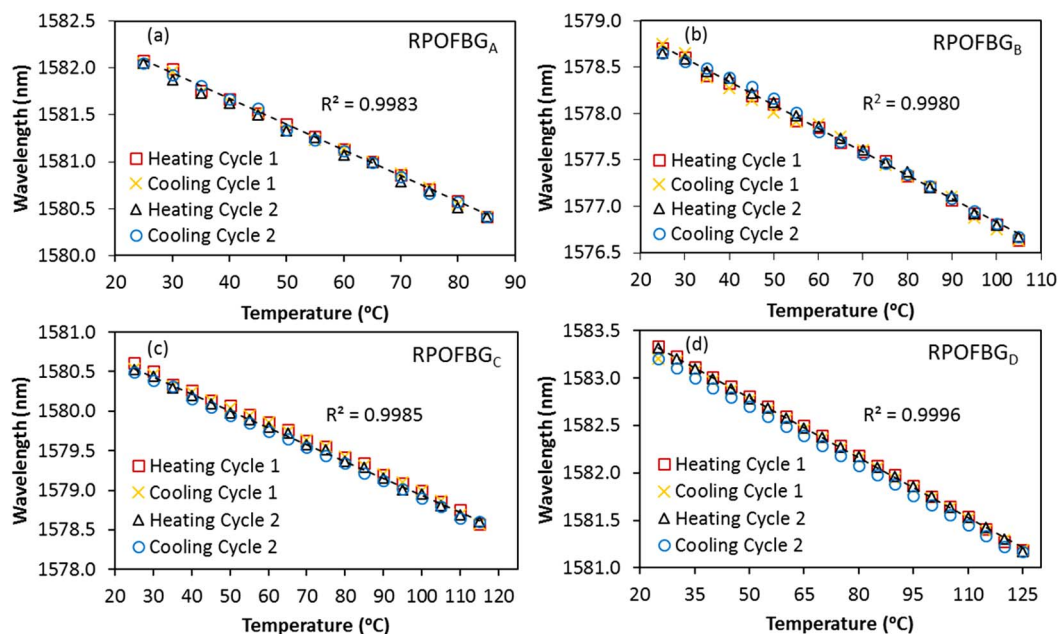 (a) RPOFBG_A
R² = 0.9983
Heating Cycle 1
Cooling Cycle 1
Heating Cycle 2
Cooling Cycle 2
Wavelength (nm)
1582.5
1582.0
1581.5
1581.0
1580.5
1580.0
20 30 40 50 60 70 80 90
Temperature (°C)
(b) RPOFBG_B
R² = 0.9980
Heating Cycle 1
Cooling Cycle 1
Heating Cycle 2
Cooling Cycle 2
Wavelength (nm)
1579.0
1578.5
1578.0
1577.5
1577.0
1576.5
20 30 40 50 60 70 80 90 100 110
Temperature (°C)
(c) RPOFBG_C
R² = 0.9985
Heating Cycle 1
Cooling Cycle 1
Heating Cycle 2
Cooling Cycle 2
Wavelength (nm)
1581.0
1580.5
1580.0
1579.5
1579.0
1578.5
1578.0
20 30 40 50 60 70 80 90 100 110 120
Temperature (°C)
(d) RPOFBG_D
R² = 0.9996
Heating Cycle 1
Cooling Cycle 1
Heating Cycle 2
Cooling Cycle 2
Wavelength (nm)
1583.5
1583.0
1582.5
1582.0
1581.5
1581.0
20 35 50 65 80 95 110 125
Temperature (°C)